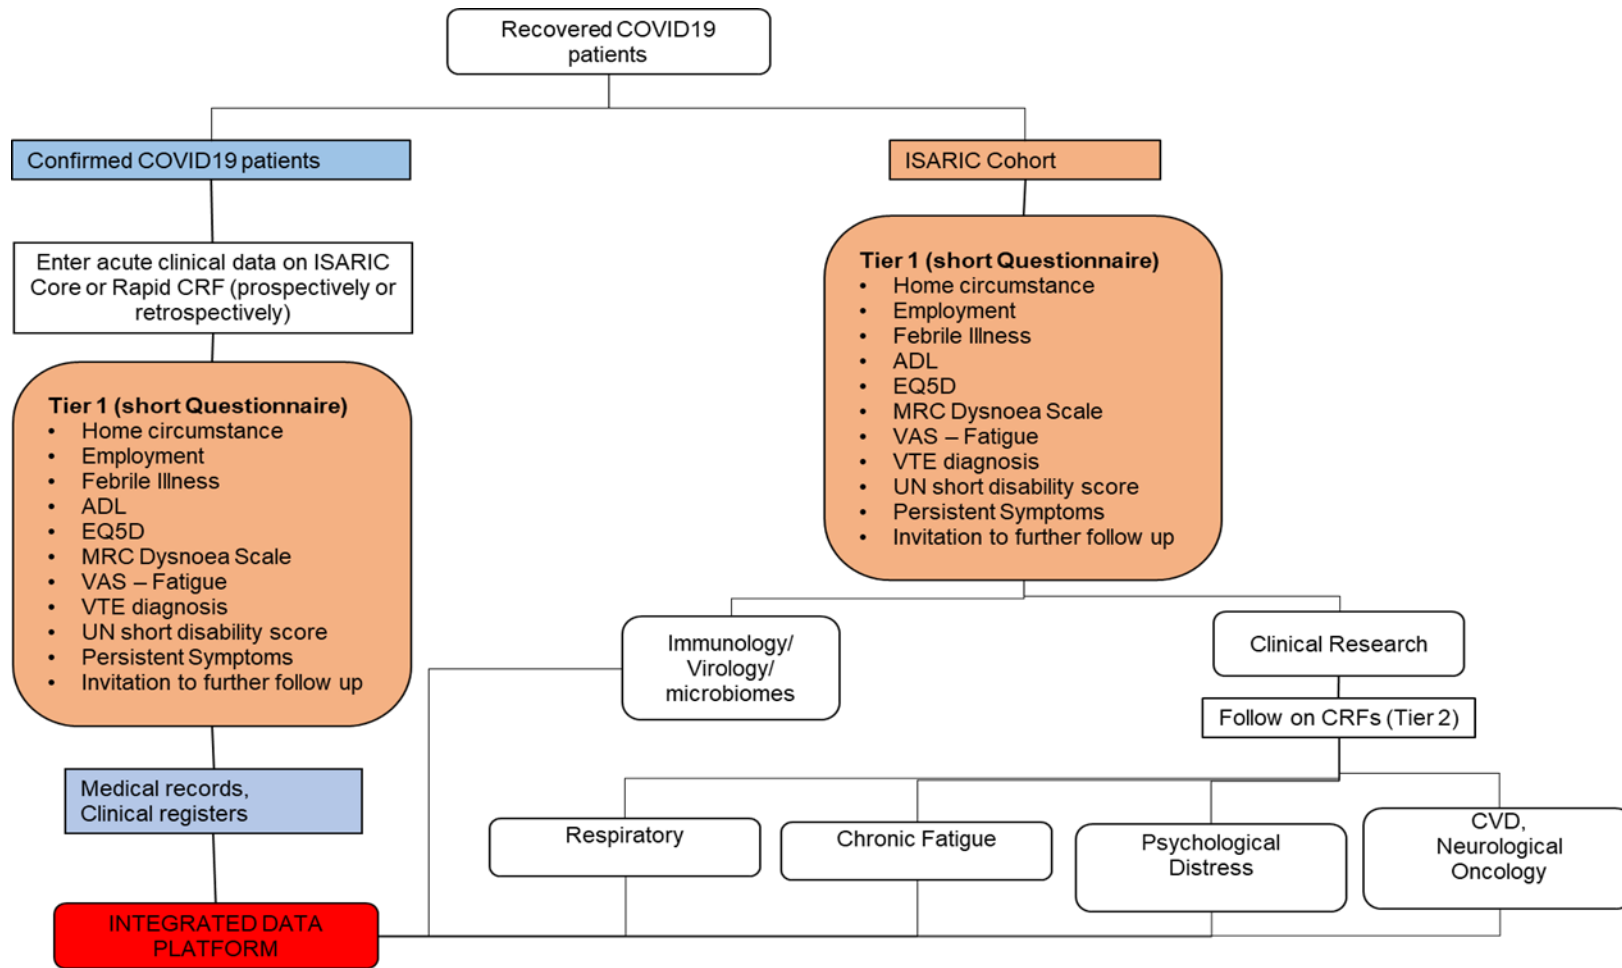 Recovered COVID19
patients
Confirmed COVID19 patients
ISARIC Cohort
Enter acute clinical data on ISARIC
Core or Rapid CRF (prospectively or
retrospectively)
Tier 1 (short Questionnaire)
• Home circumstance
• Employment
• Febrile Illness
• ADL
• EQ5D
• MRC Dysnoea Scale
• VAS – Fatigue
• VTE diagnosis
• UN short disability score
• Persistent Symptoms
• Invitation to further follow up
Medical records,
Clinical registers
INTEGRATED DATA
PLATFORM
Tier 1 (short Questionnaire)
• Home circumstance
• Employment
• Febrile Illness
• ADL
• EQ5D
• MRC Dysnoea Scale
• VAS – Fatigue
• VTE diagnosis
• UN short disability score
• Persistent Symptoms
• Invitation to further follow up
Immunology/
Virology/
microbiomes
Clinical Research
Follow on CRFs (Tier 2)
Respiratory
Chronic Fatigue
Psychological
Distress
CVD,
Neurological
Oncology